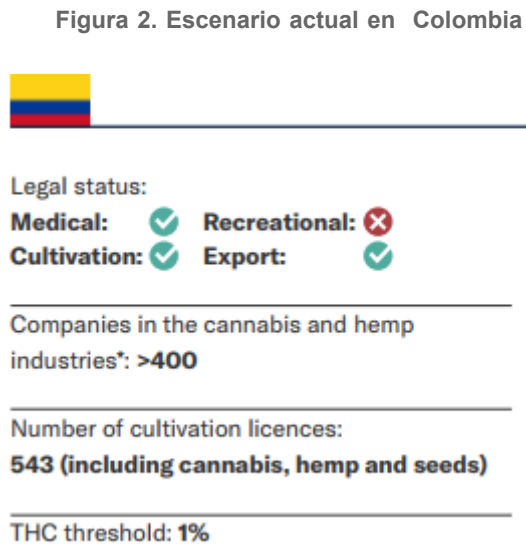 Figura 2. Escenario actual en Colombia
Legal status:
Medical: Recreational:
Cultivation: Export:
Companies in the cannabis and hemp
industries*: >400
Number of cultivation licences:
543 (including cannabis, hemp and seeds)
THC threshold: 1%